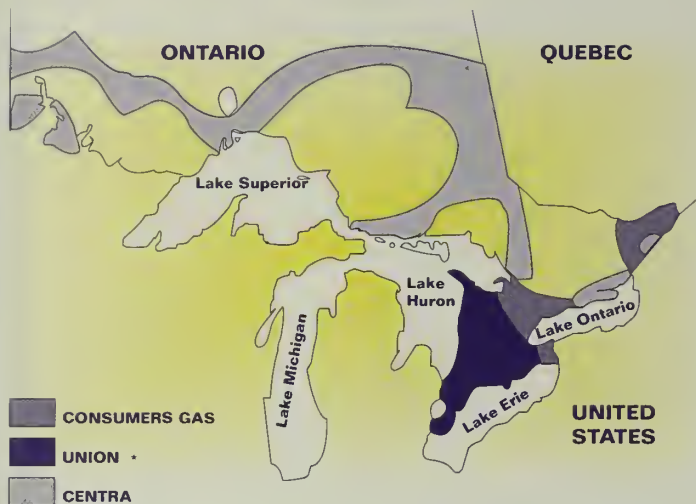 ONTARIO
QUEBEC
Lake Superior
Lake
Huron
Lake Ontario
Lake Michigan
Lake Erie
UNITED
STATES
CONSUMERS GAS
UNION *
CENTRA